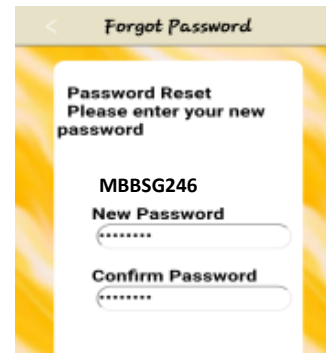 Forgot Password
Password Reset
Please enter your new
password
MBBSG246
New Password
••••••••
Confirm Password
••••••••